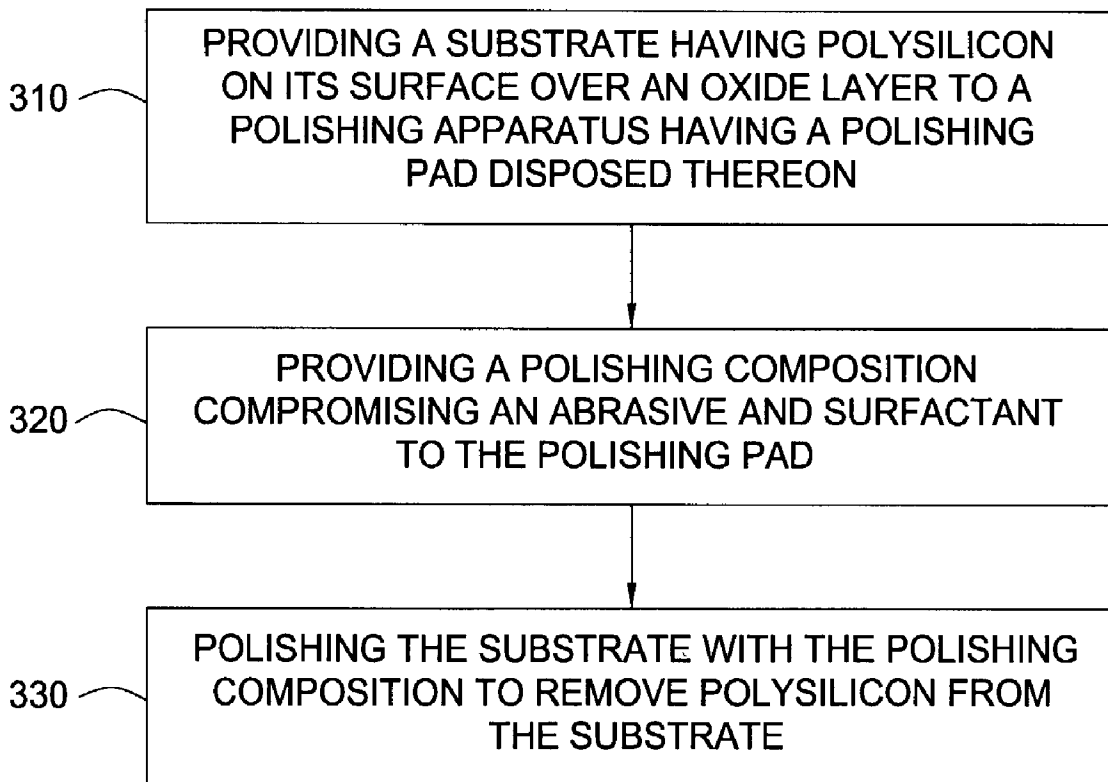 310
PROVIDING A SUBSTRATE HAVING POLYSILICON
ON ITS SURFACE OVER AN OXIDE LAYER TO A
POLISHING APPARATUS HAVING A POLISHING
PAD DISPOSED THEREON
320
PROVIDING A POLISHING COMPOSITION
COMPROMISING AN ABRASIVE AND SURFACTANT
TO THE POLISHING PAD
330
POLISHING THE SUBSTRATE WITH THE POLISHING
COMPOSITION TO REMOVE POLYSILICON FROM
THE SUBSTRATE